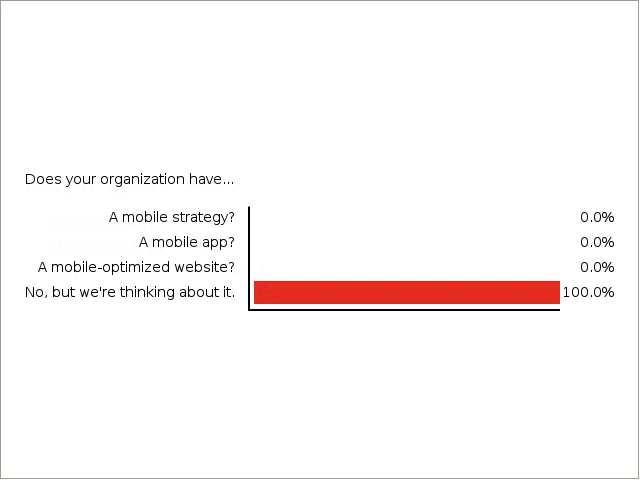 Does your organization have...
A mobile strategy? 0.0%
A mobile app? 0.0%
A mobile-optimized website? 0.0%
No, but we're thinking about it. 100.0%